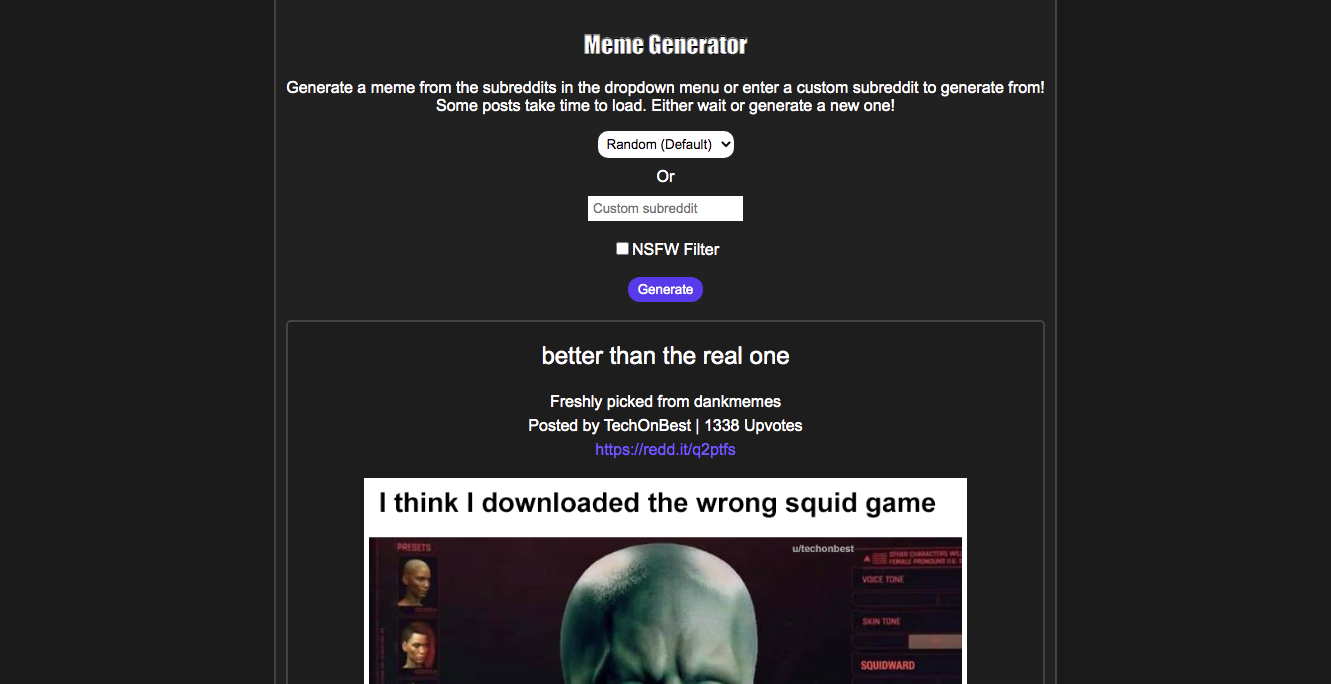 Meme Generator
Generate a meme from the subreddits in the dropdown menu or enter a custom subreddit to generate from!
Some posts take time to load. Either wait or generate a new one!
Random (Default)
Or
Custom subreddit
NSFW Filter
Generate
better than the real one
Freshly picked from dankmemes
Posted by TechOnBest | 1338 Upvotes
https://redd.it/q2ptfs
I think I downloaded the wrong squid game
PRESETS
u/techonbest
OTHER CHARACTERS WILL
FEMALE PRONOUNS (I.E. 
VOICE TONE
SKIN TONE
SQUIDWARD